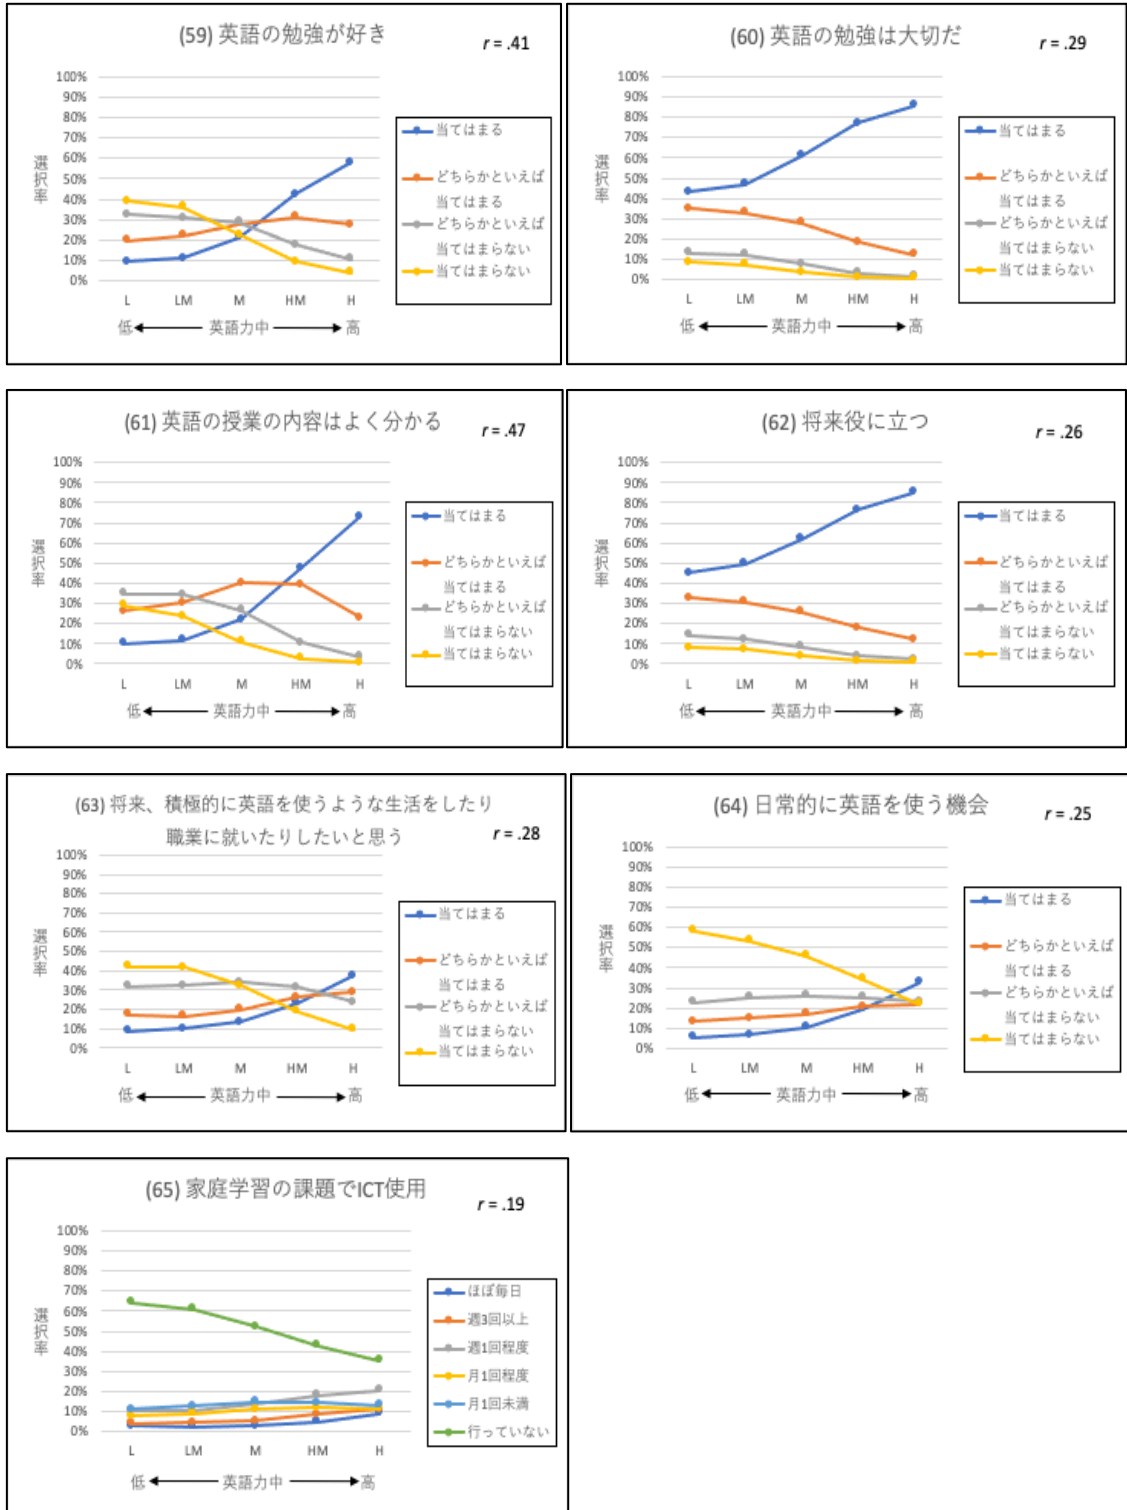 (59) 英語の勉強が好き
r = .41
100%
90%
80%
70%
60%
50%
40%
30%
20%
10%
0%
選択率
L LM M HM H
低 英語力中 高
当てはまる
どちらかといえば
当てはまる
どちらかといえば
当てはまらない
当てはまらない
(60) 英語の勉強は大切だ
r = .29
100%
90%
80%
70%
60%
50%
40%
30%
20%
10%
0%
選択率
L LM M HM H
低 英語力中 高
当てはまる
どちらかといえば
当てはまる
どちらかといえば
当てはまらない
当てはまらない
(61) 英語の授業の内容はよく分かる
r = .47
100%
90%
80%
70%
60%
50%
40%
30%
20%
10%
0%
選択率
L LM M HM H
低 英語力中 高
当てはまる
どちらかといえば
当てはまる
どちらかといえば
当てはまらない
当てはまらない
(62) 将来役に立つ
r = .26
100%
90%
80%
70%
60%
50%
40%
30%
20%
10%
0%
選択率
L LM M HM H
低 英語力中 高
当てはまる
どちらかといえば
当てはまる
どちらかといえば
当てはまらない
当てはまらない
(63) 将来、積極的に英語を使うような生活をしたり
職業に就いたりしたいと思う
r = .28
100%
90%
80%
70%
60%
50%
40%
30%
20%
10%
0%
選択率
L LM M HM H
低 英語力中 高
当てはまる
どちらかといえば
当てはまる
どちらかといえば
当てはまらない
当てはまらない
(64) 日常的に英語を使う機会
r = .25
100%
90%
80%
70%
60%
50%
40%
30%
20%
10%
0%
選択率
L LM M HM H
低 英語力中 高
当てはまる
どちらかといえば
当てはまる
どちらかといえば
当てはまらない
当てはまらない
(65) 家庭学習の課題でICT使用
r = .19
100%
90%
80%
70%
60%
50%
40%
30%
20%
10%
0%
選択率
L LM M HM H
低 英語力中 高
ほぼ毎日
週3回以上
週1回程度
月1回程度
月1回未満
行っていない